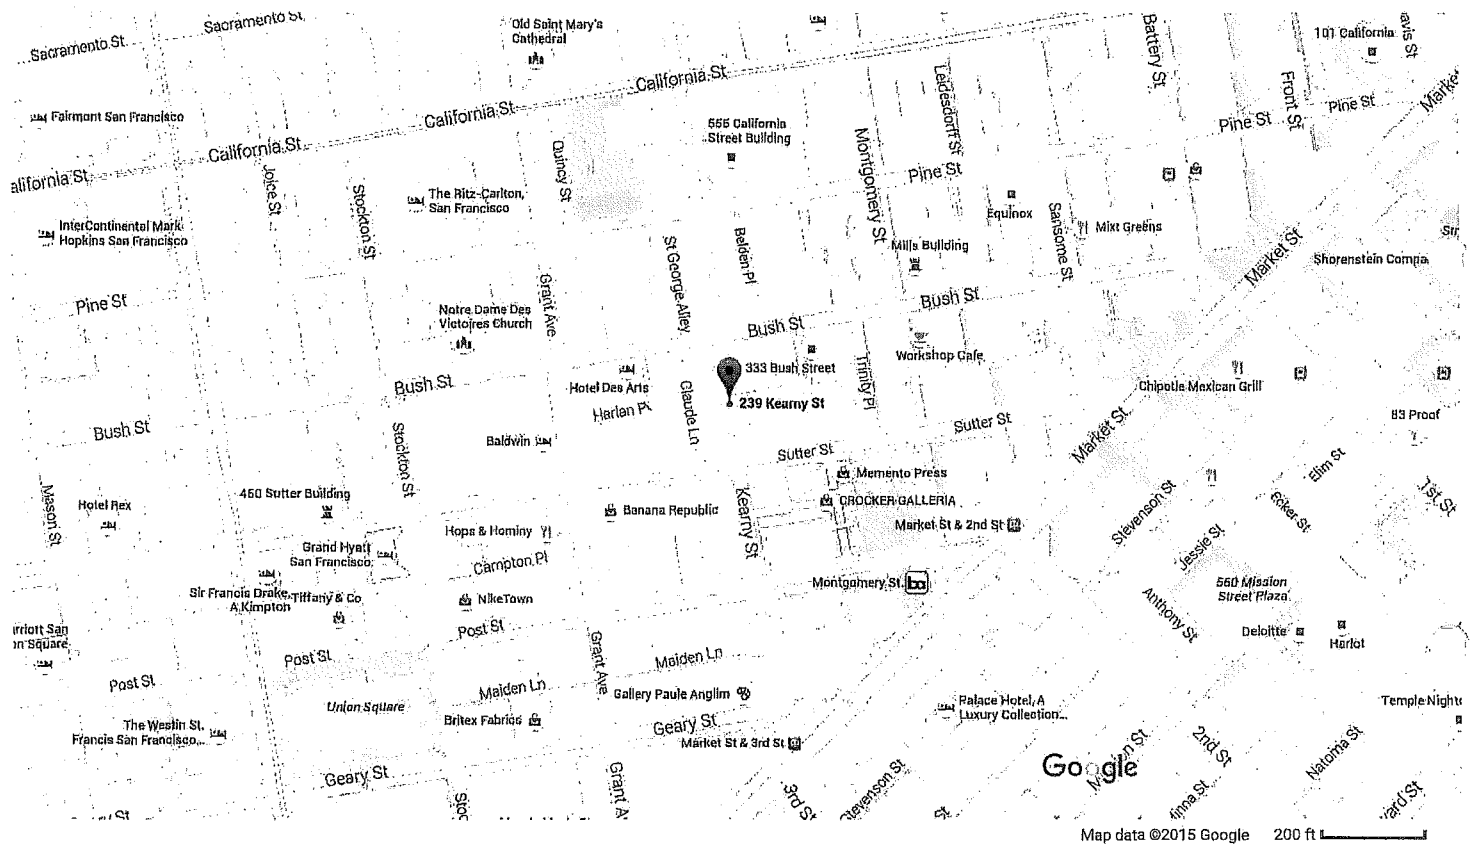 Sacramento St
Sacramento St
Old Saint Mary's
Cathedral
Battery St
101 California
California St
Leidesdorff St
Front St
Pine St
Fairmont San Francisco
California St
555 California
Street Building
Pine St
California St
Quincy St
Montgomery St
Pine St
alifornia St
Joice St
Stockton St
The Ritz-Carlton,
San Francisco
Equinox
Sansome St
Mixt Greens
InterContinental Mark
Hopkins San Francisco
St George Alley
Belden Pl
Mills Building
Market St
Shorenstein Compa
Pine St
Grant Ave
Bush St
Notre Dame Des
Victoires Church
Bush St
Workshop Cafe
333 Bush Street
Trinity Pl
Bush St
Hotel Des Arts
Chipotle Mexican Grill
239 Kearny St
Harlan Pl
Claude Ln
83 Proof
Bush St
Sutter St
Market St
Baldwin
Stockton St
Sutter St
Memento Press
Elim St
1st St
Mason St
Hotel Rex
450 Sutter Building
Banana Republic
Kearny St
CROCKER GALLERIA
Market St & 2nd St
Stevenson St
Ecker St
Hops & Hominy
Grand Hyatt
San Francisco
Campton Pl
Jessie St
Montgomery St.
560 Mission
Street Plaza
Sir Francis Drake,
A Kimpton
Tiffany & Co
NikeTown
Anthony St
Deloitte
Harlot
rriott San
n Square
Post St
Post St
Grant Ave
Maiden Ln
Post St
Maiden Ln
Gallery Paule Anglim
Union Square
Britex Fabrics
Geary St
Palace Hotel, A
Luxury Collection...
Temple Nightc
The Westin St.
Francis San Francisco...
Market St & 3rd St
2nd St
Natoma St
Geary St
Grant Av
3rd St
Stevenson St
Google
Map data ©2015 Google
200 ft